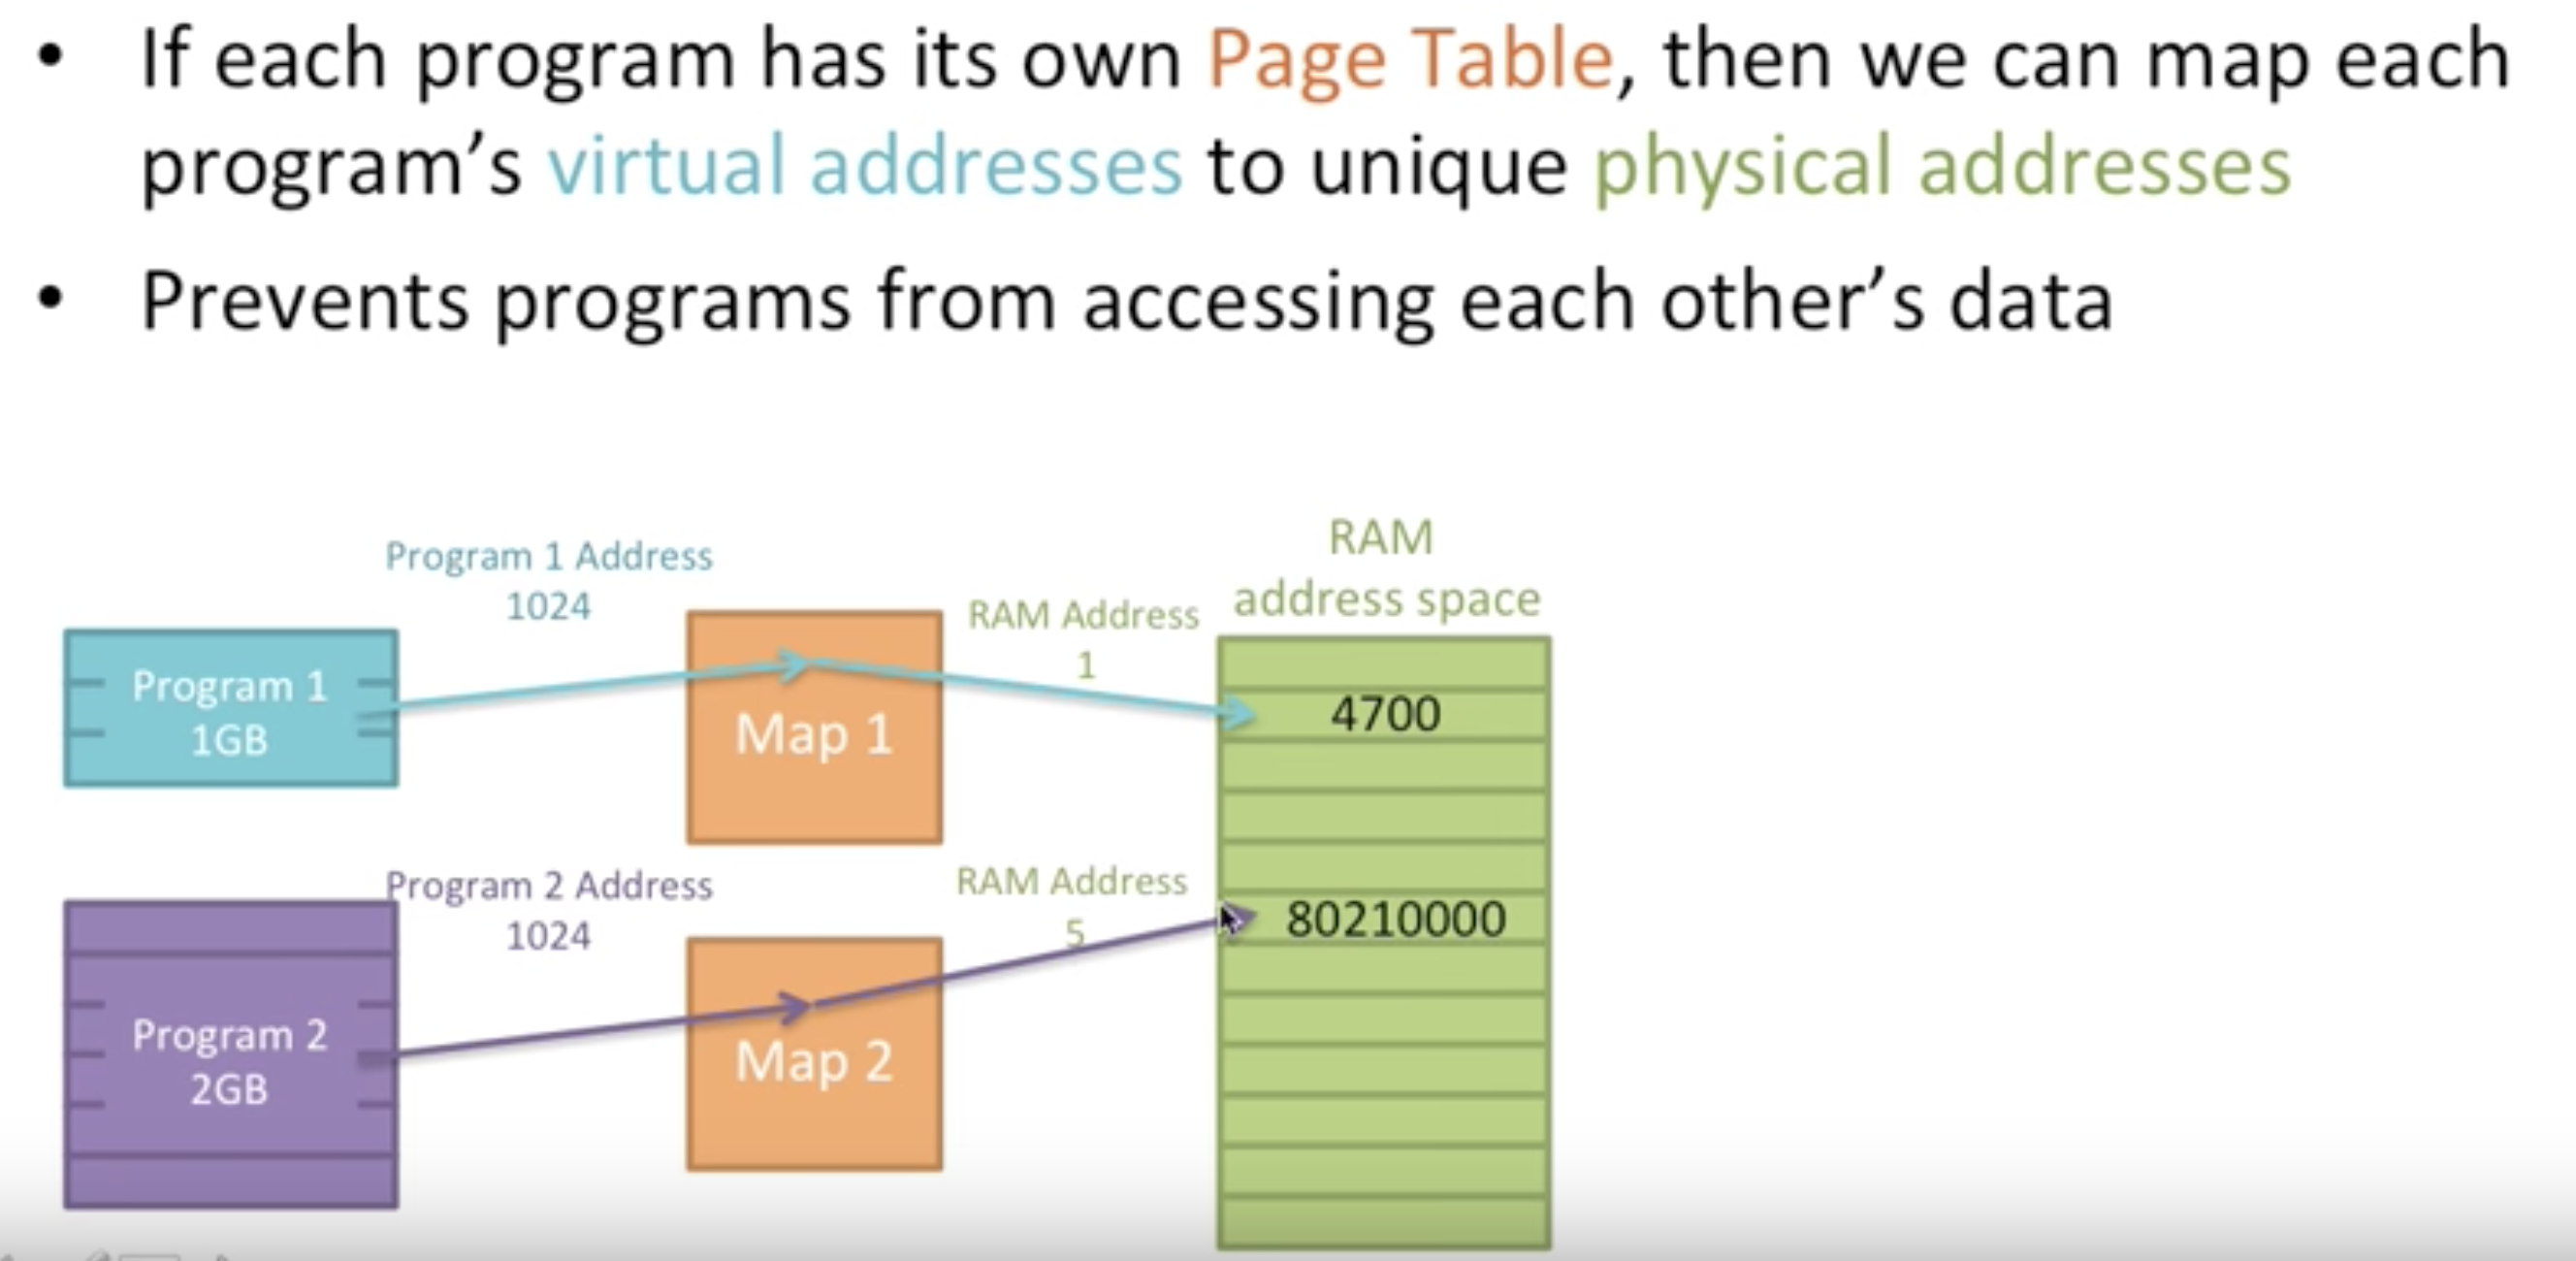 • If each program has its own Page Table, then we can map each
program’s virtual addresses to unique physical addresses
• Prevents programs from accessing each other’s data
RAM
address space
Program 1 Address
1024
RAM Address
1
Program 1
1GB
Map 1
4700
Program 2 Address
1024
RAM Address
5
Program 2
2GB
Map 2
80210000